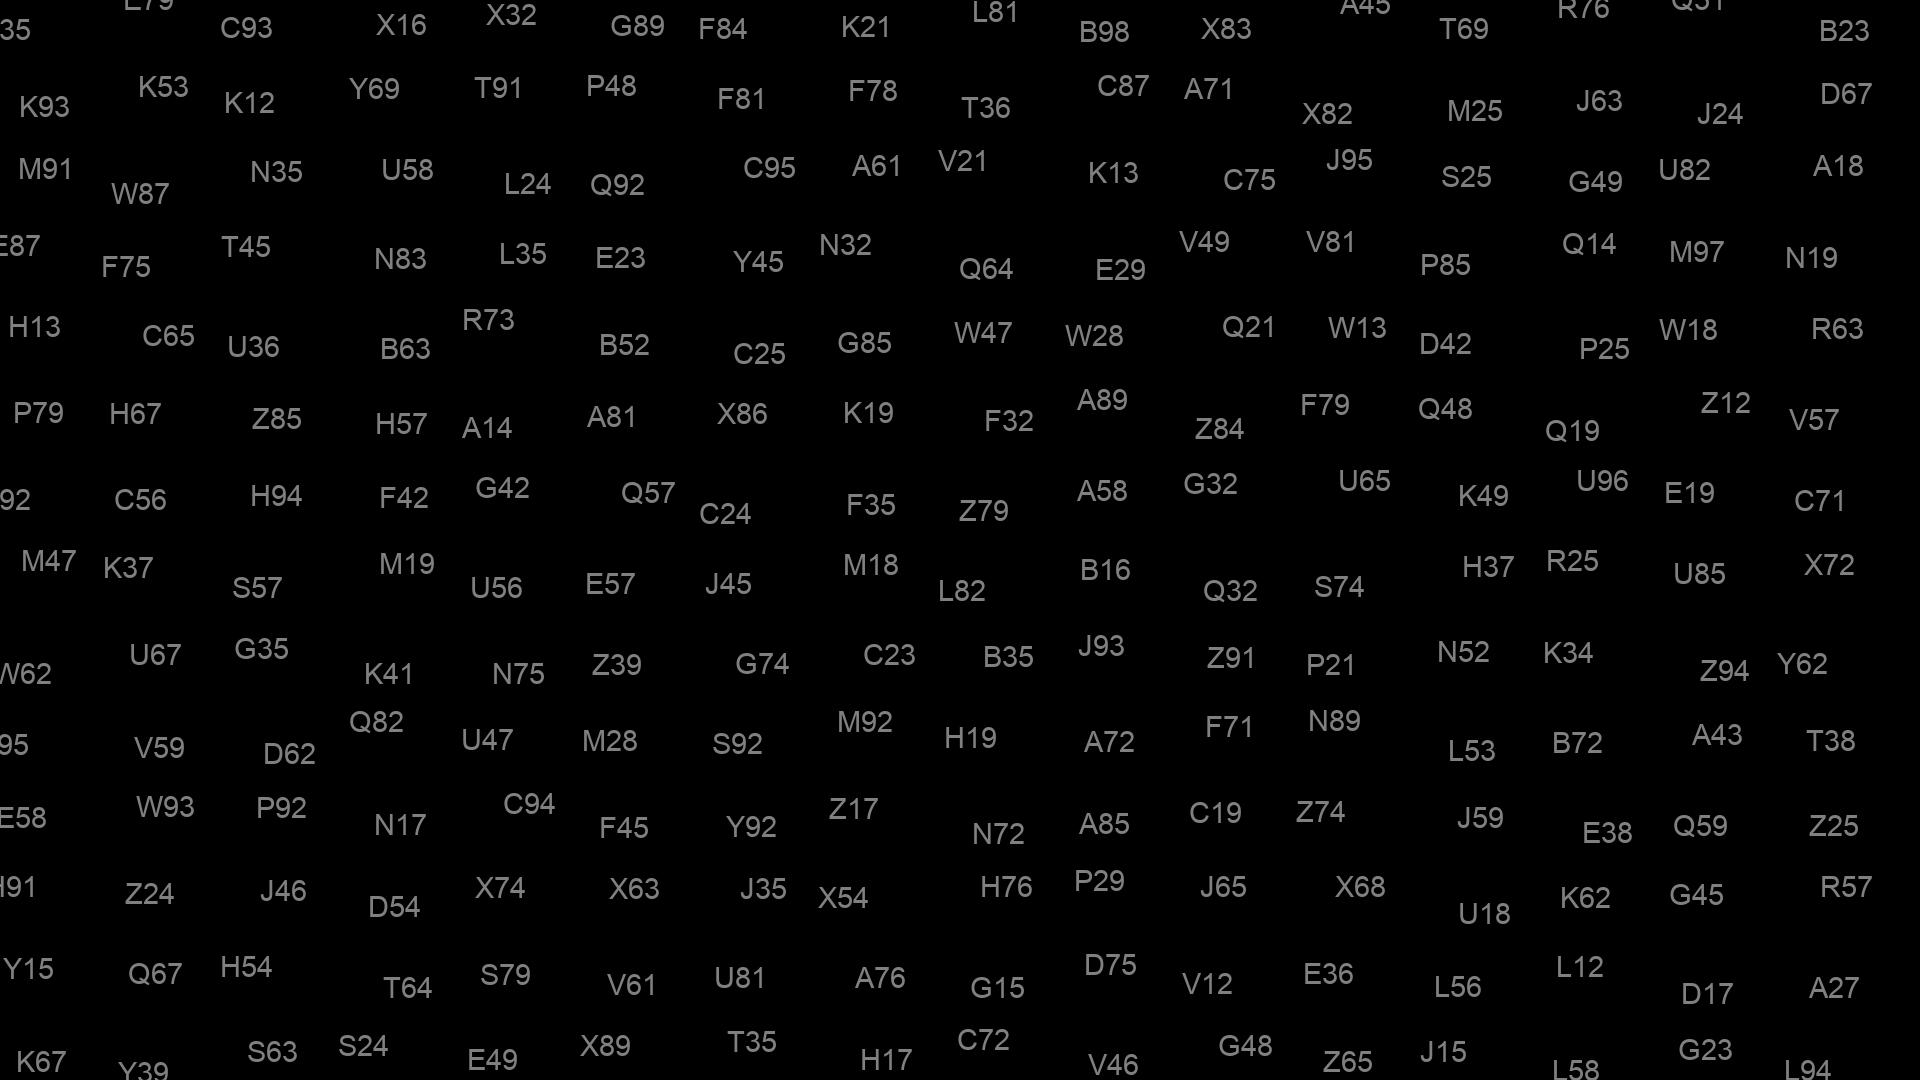 C93 X16 X32 G89 F84 K21 L81 B98 X83 A45 T69 R76 Q51 B23
K93 K53 K12 Y69 T91 P48 F81 F78 T36 C87 A71 X82 M25 J63 J24 D67
M91 W87 N35 U58 L24 Q92 C95 A61 V21 K13 C75 J95 S25 G49 U82 A18
E87 F75 T45 N83 L35 E23 Y45 N32 Q64 E29 V49 V81 P85 Q14 M97 N19
H13 C65 U36 B63 R73 B52 C25 G85 W47 W28 Q21 W13 D42 P25 W18 R63
P79 H67 Z85 H57 A14 A81 X86 K19 F32 A89 Z84 F79 Q48 Q19 Z12 V57
92 C56 H94 F42 G42 Q57 C24 F35 Z79 A58 G32 U65 K49 U96 E19 C71
M47 K37 S57 M19 U56 E57 J45 M18 L82 B16 Q32 S74 H37 R25 U85 X72
W62 U67 G35 K41 N75 Z39 G74 C23 B35 J93 Z91 P21 N52 K34 Z94 Y62
95 V59 D62 Q82 U47 M28 S92 M92 H19 A72 F71 N89 L53 B72 A43 T38
E58 W93 P92 N17 C94 F45 Y92 Z17 N72 A85 C19 Z74 J59 E38 Q59 Z25
H91 Z24 J46 D54 X74 X63 J35 X54 H76 P29 J65 X68 U18 K62 G45 R57
Y15 Q67 H54 T64 S79 V61 U81 A76 G15 D75 V12 E36 L56 L12 D17 A27
K67 Y39 S63 S24 E49 X89 T35 H17 C72 V46 G48 Z65 J15 L58 G23 L94